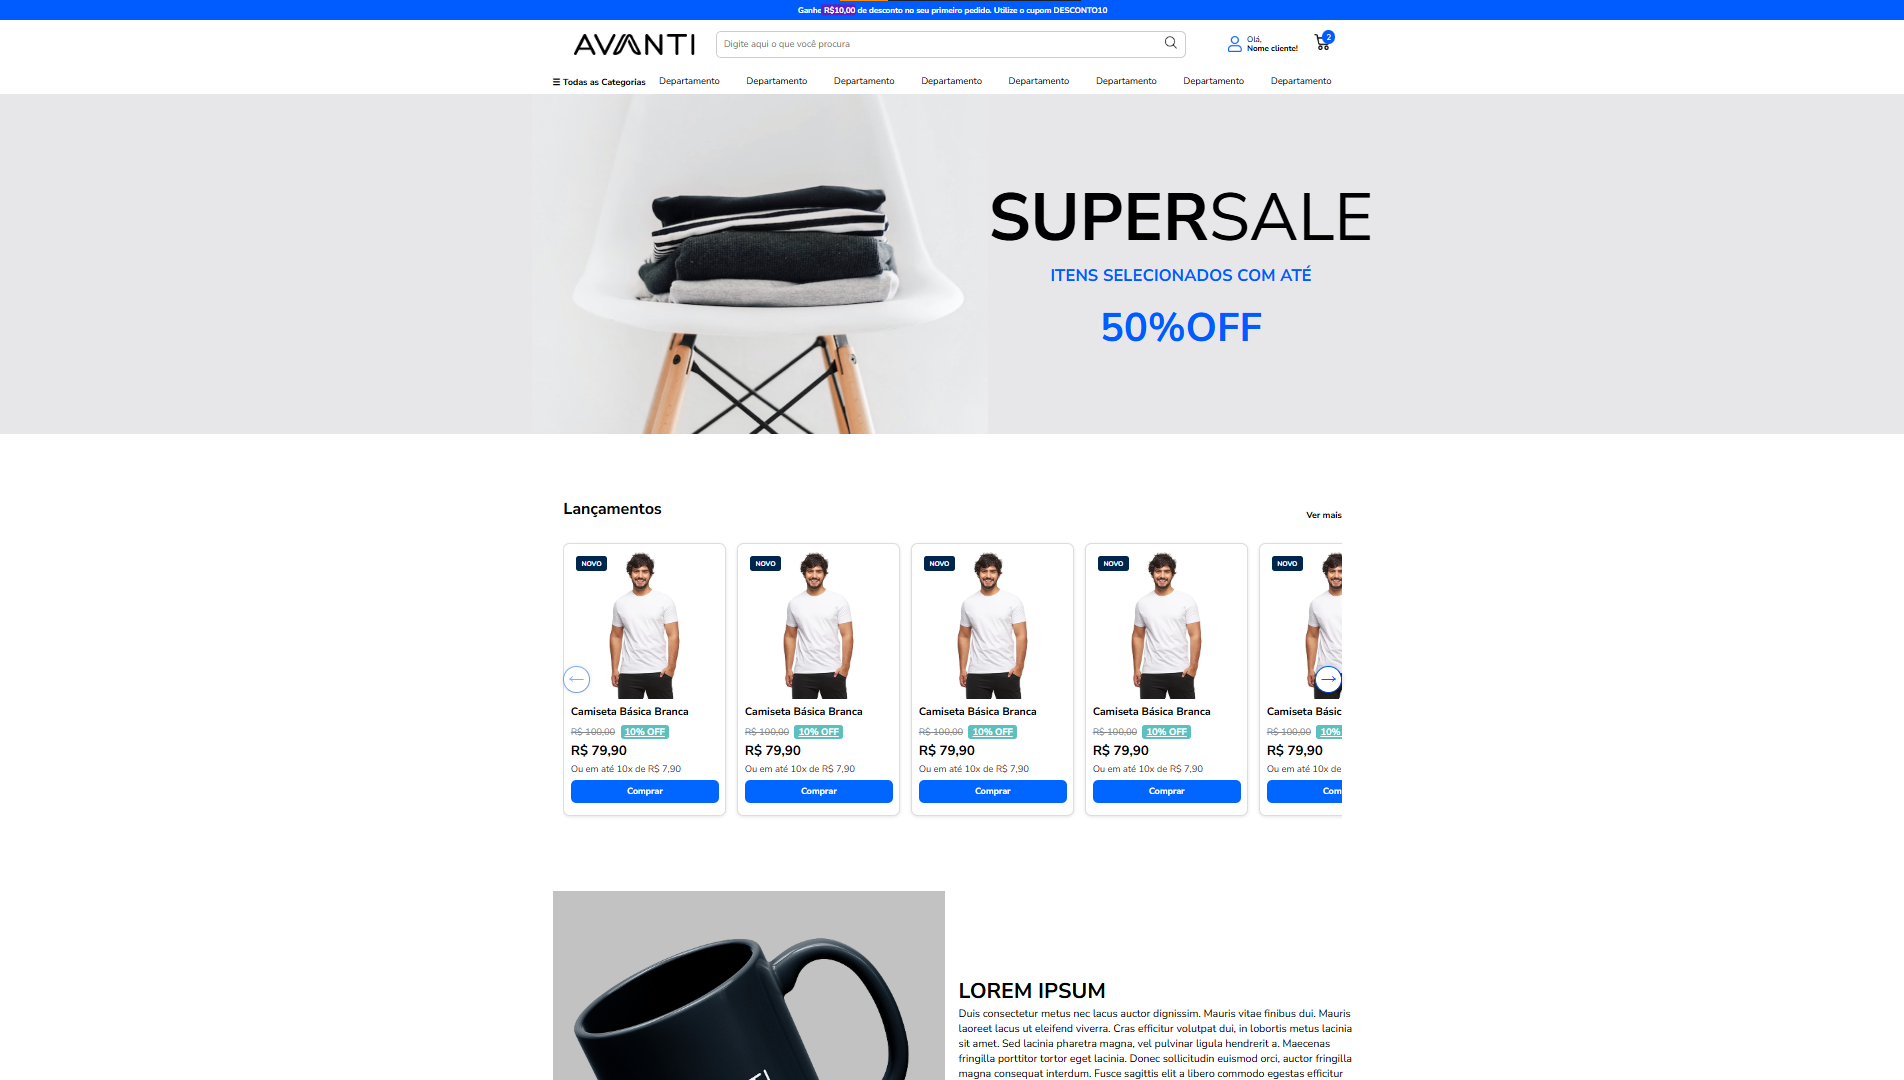 Ganhe R$10,00 de desconto no seu primeiro pedido. Utilize o cupom DESCONTO10
AVANTI
Digite aqui o que você procura
Olá,
Nome cliente!
2
☰ Todas as Categorias Departamento Departamento Departamento Departamento Departamento Departamento Departamento Departamento
SUPERSALE
ITENS SELECIONADOS COM ATÉ
50%OFF
Lançamentos
Ver mais
NOVO NOVO NOVO NOVO NOVO
Camiseta Básica Branca Camiseta Básica Branca Camiseta Básica Branca Camiseta Básica Branca Camiseta Básic
R$ 100,00 10% OFF R$ 100,00 10% OFF R$ 100,00 10% OFF R$ 100,00 10% OFF R$ 100,00 10%
R$ 79,90 R$ 79,90 R$ 79,90 R$ 79,90 R$ 79,90
Ou em até 10x de R$ 7,90 Ou em até 10x de R$ 7,90 Ou em até 10x de R$ 7,90 Ou em até 10x de R$ 7,90 Ou em até 10x de
Comprar Comprar Comprar Comprar Com
LOREM IPSUM
Duis consectetur metus nec lacus auctor dignissim. Mauris vitae finibus dui. Mauris
laoreet lacus ut eleifend viverra. Cras efficitur volutpat dui, in lobortis metus lacinia
sit amet. Sed lacinia pharetra magna, vel pulvinar ligula hendrerit a. Maecenas
fringilla porttitor tortor eget lacinia. Donec sollicitudin euismod orci, auctor fringilla
magna consequat interdum. Fusce sagittis elit a libero commodo egestas efficitur